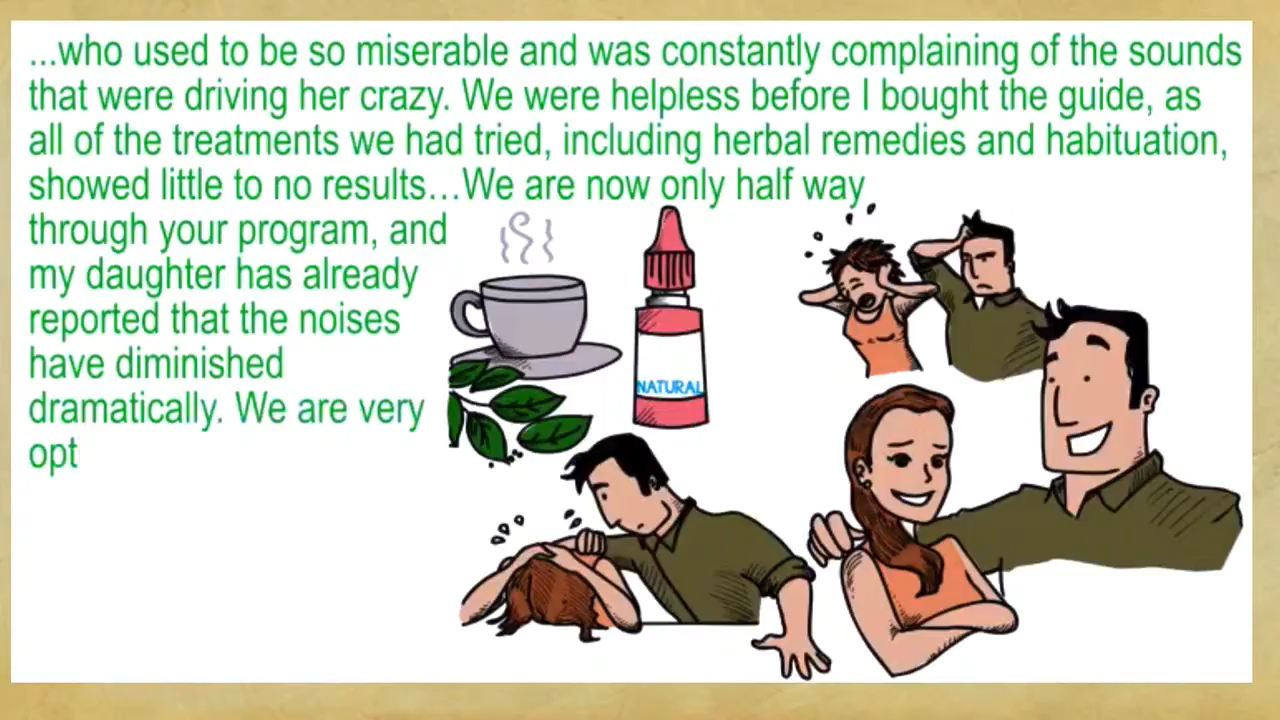 ...who used to be so miserable and was constantly complaining of the sounds
that were driving her crazy. We were helpless before I bought the guide, as
all of the treatments we had tried, including herbal remedies and habituation,
showed little to no results...We are now only half way
through your program, and
my daughter has already
reported that the noises
have diminished
dramatically. We are very
opt
NATURAL